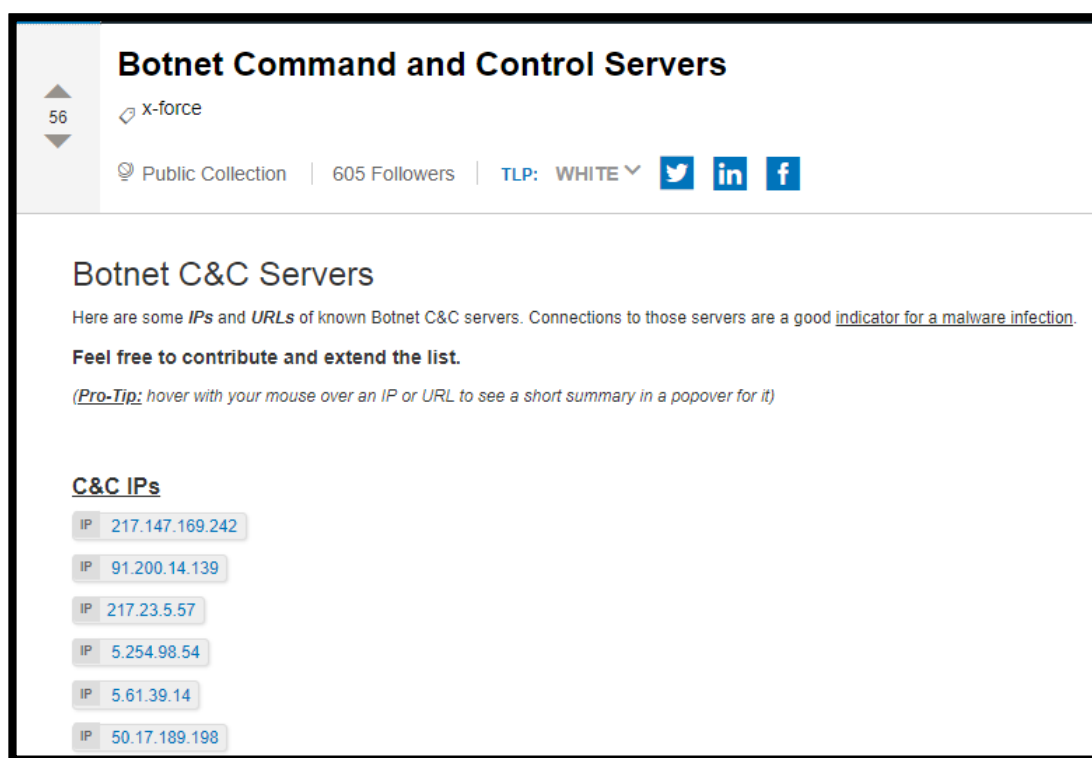 Botnet Command and Control Servers
56
x-force
Public Collection 605 Followers TLP: WHITE
Botnet C&C Servers
Here are some IPs and URLs of known Botnet C&C servers. Connections to those servers are a good indicator for a malware infection.
Feel free to contribute and extend the list.
(Pro-Tip: hover with your mouse over an IP or URL to see a short summary in a popover for it)
C&C IPs
IP 217.147.169.242
IP 91.200.14.139
IP 217.23.5.57
IP 5.254.98.54
IP 5.61.39.14
IP 50.17.189.198